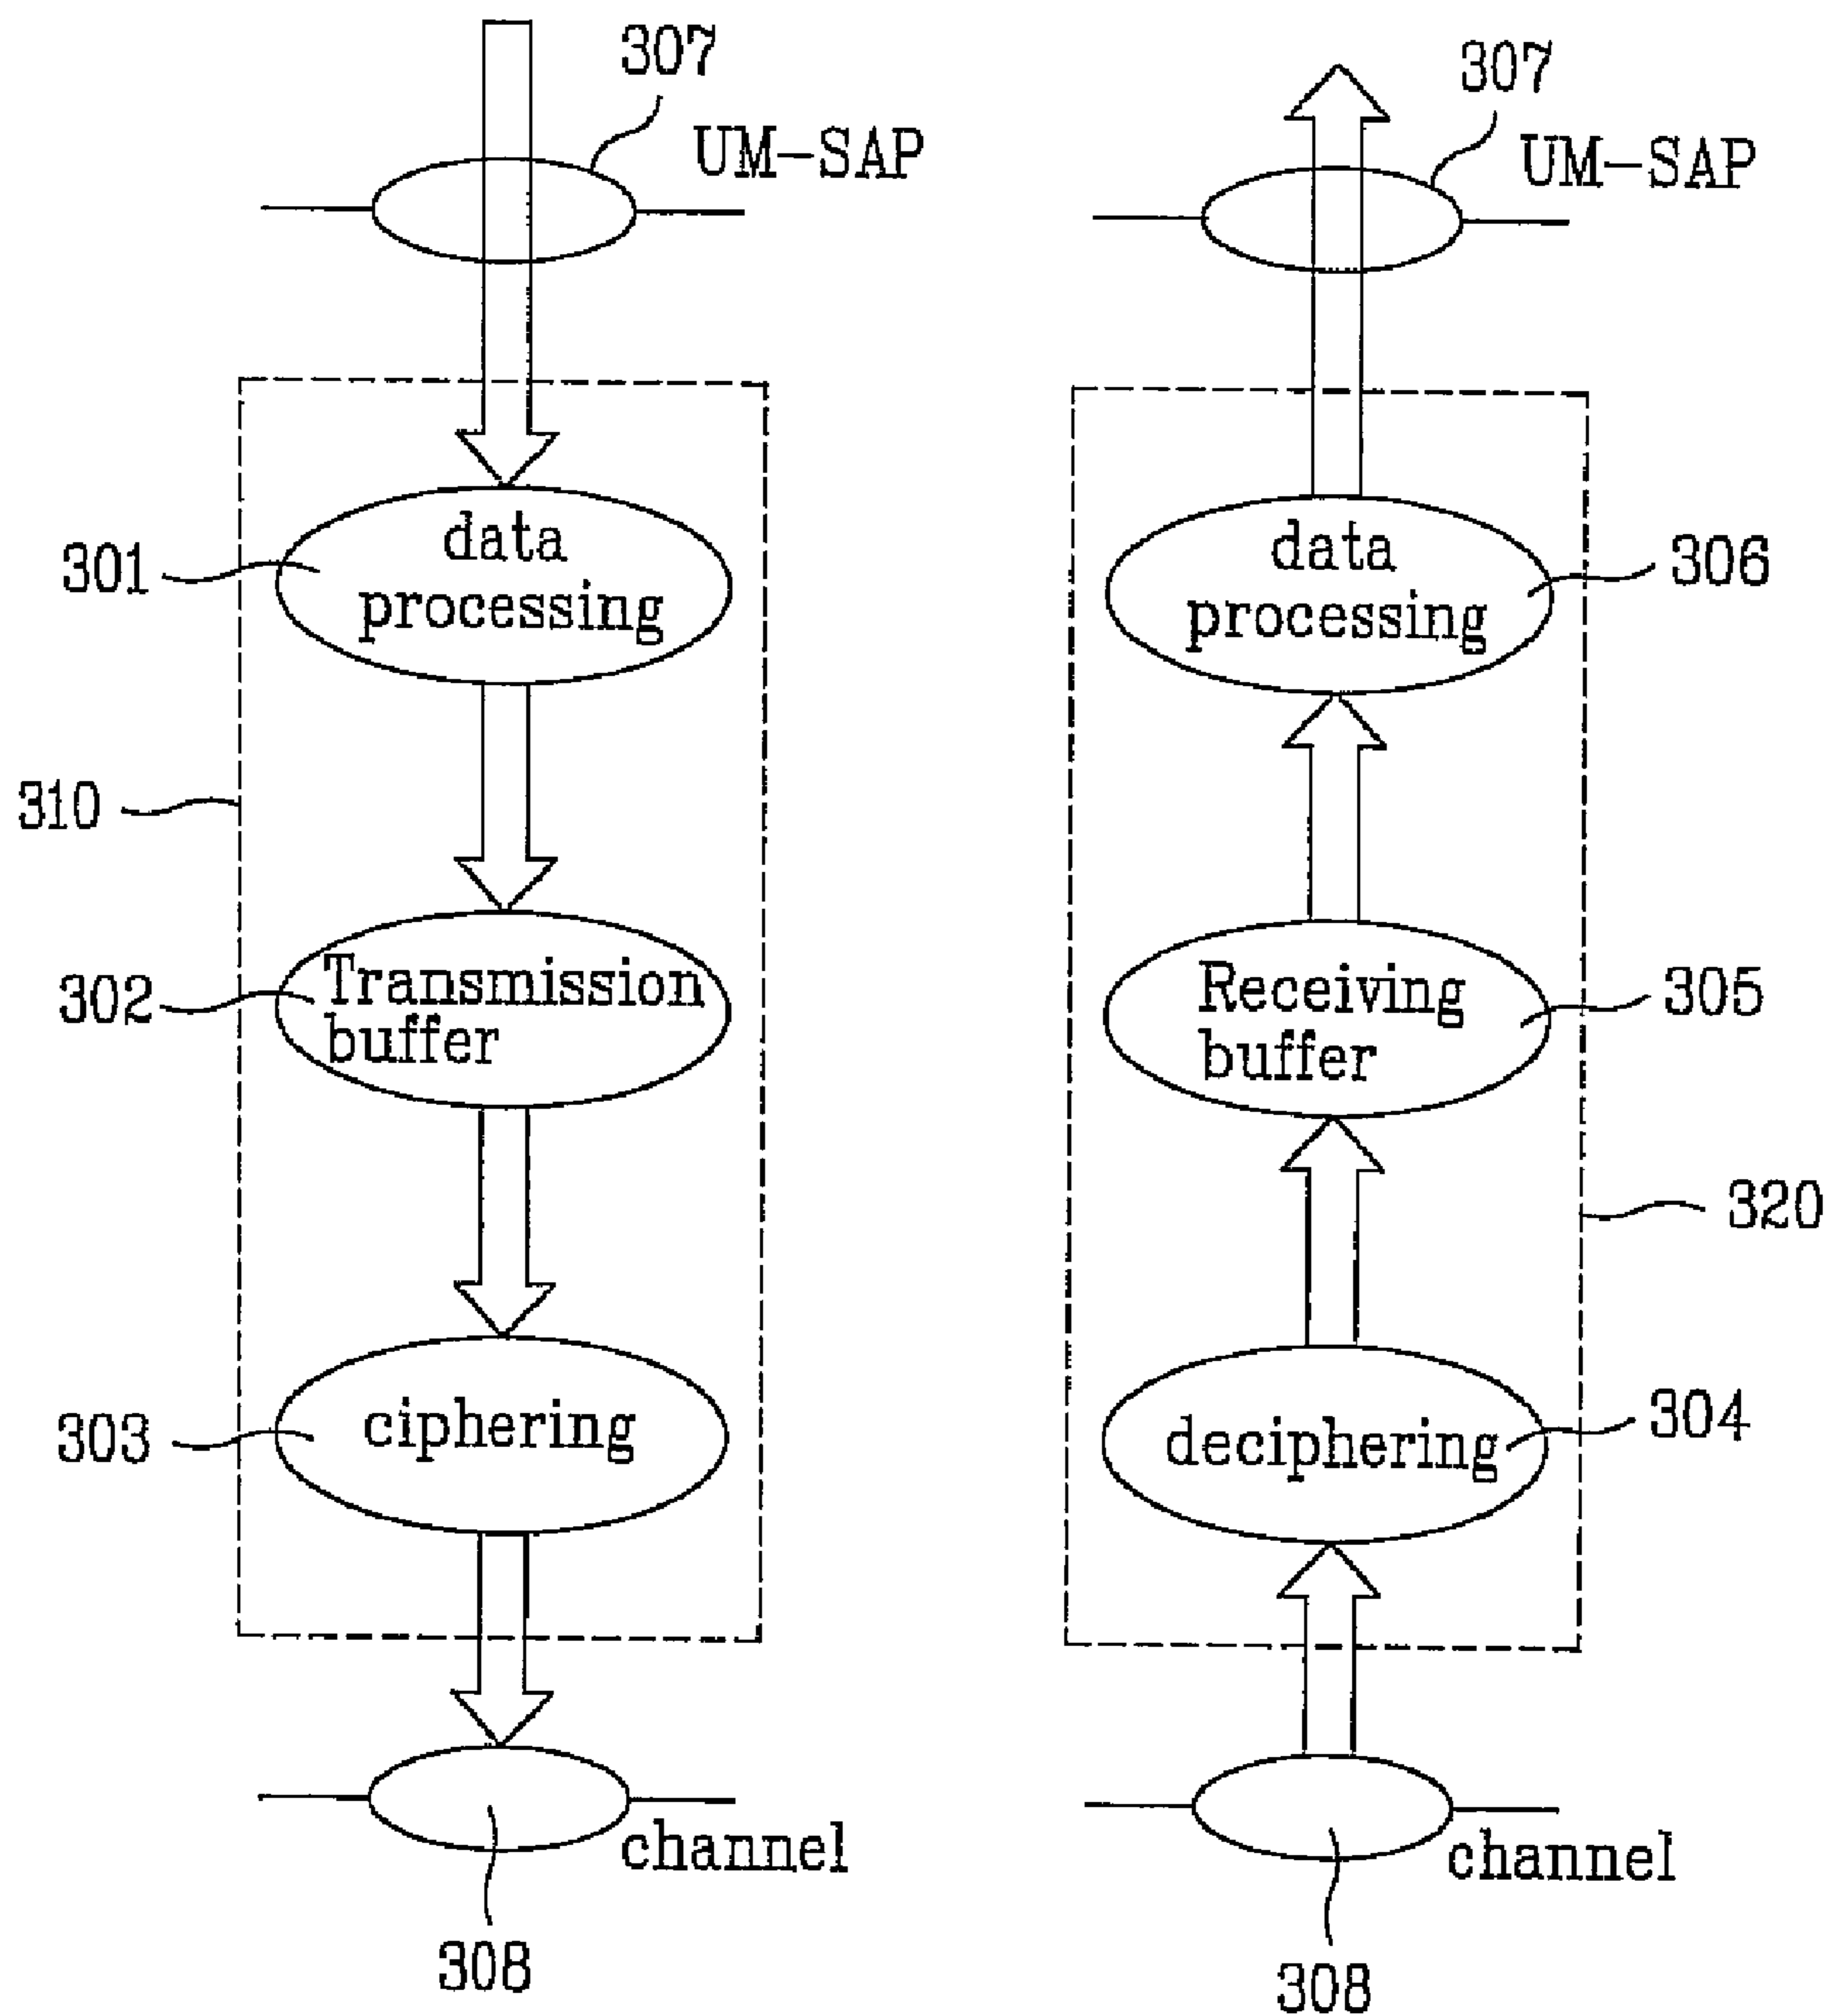 307
UM-SAP
301
data
processing
310
302
Transmission
buffer
303
ciphering
channel
308
307
UM-SAP
data
processing
306
Receiving
buffer
305
320
deciphering
304
channel
308